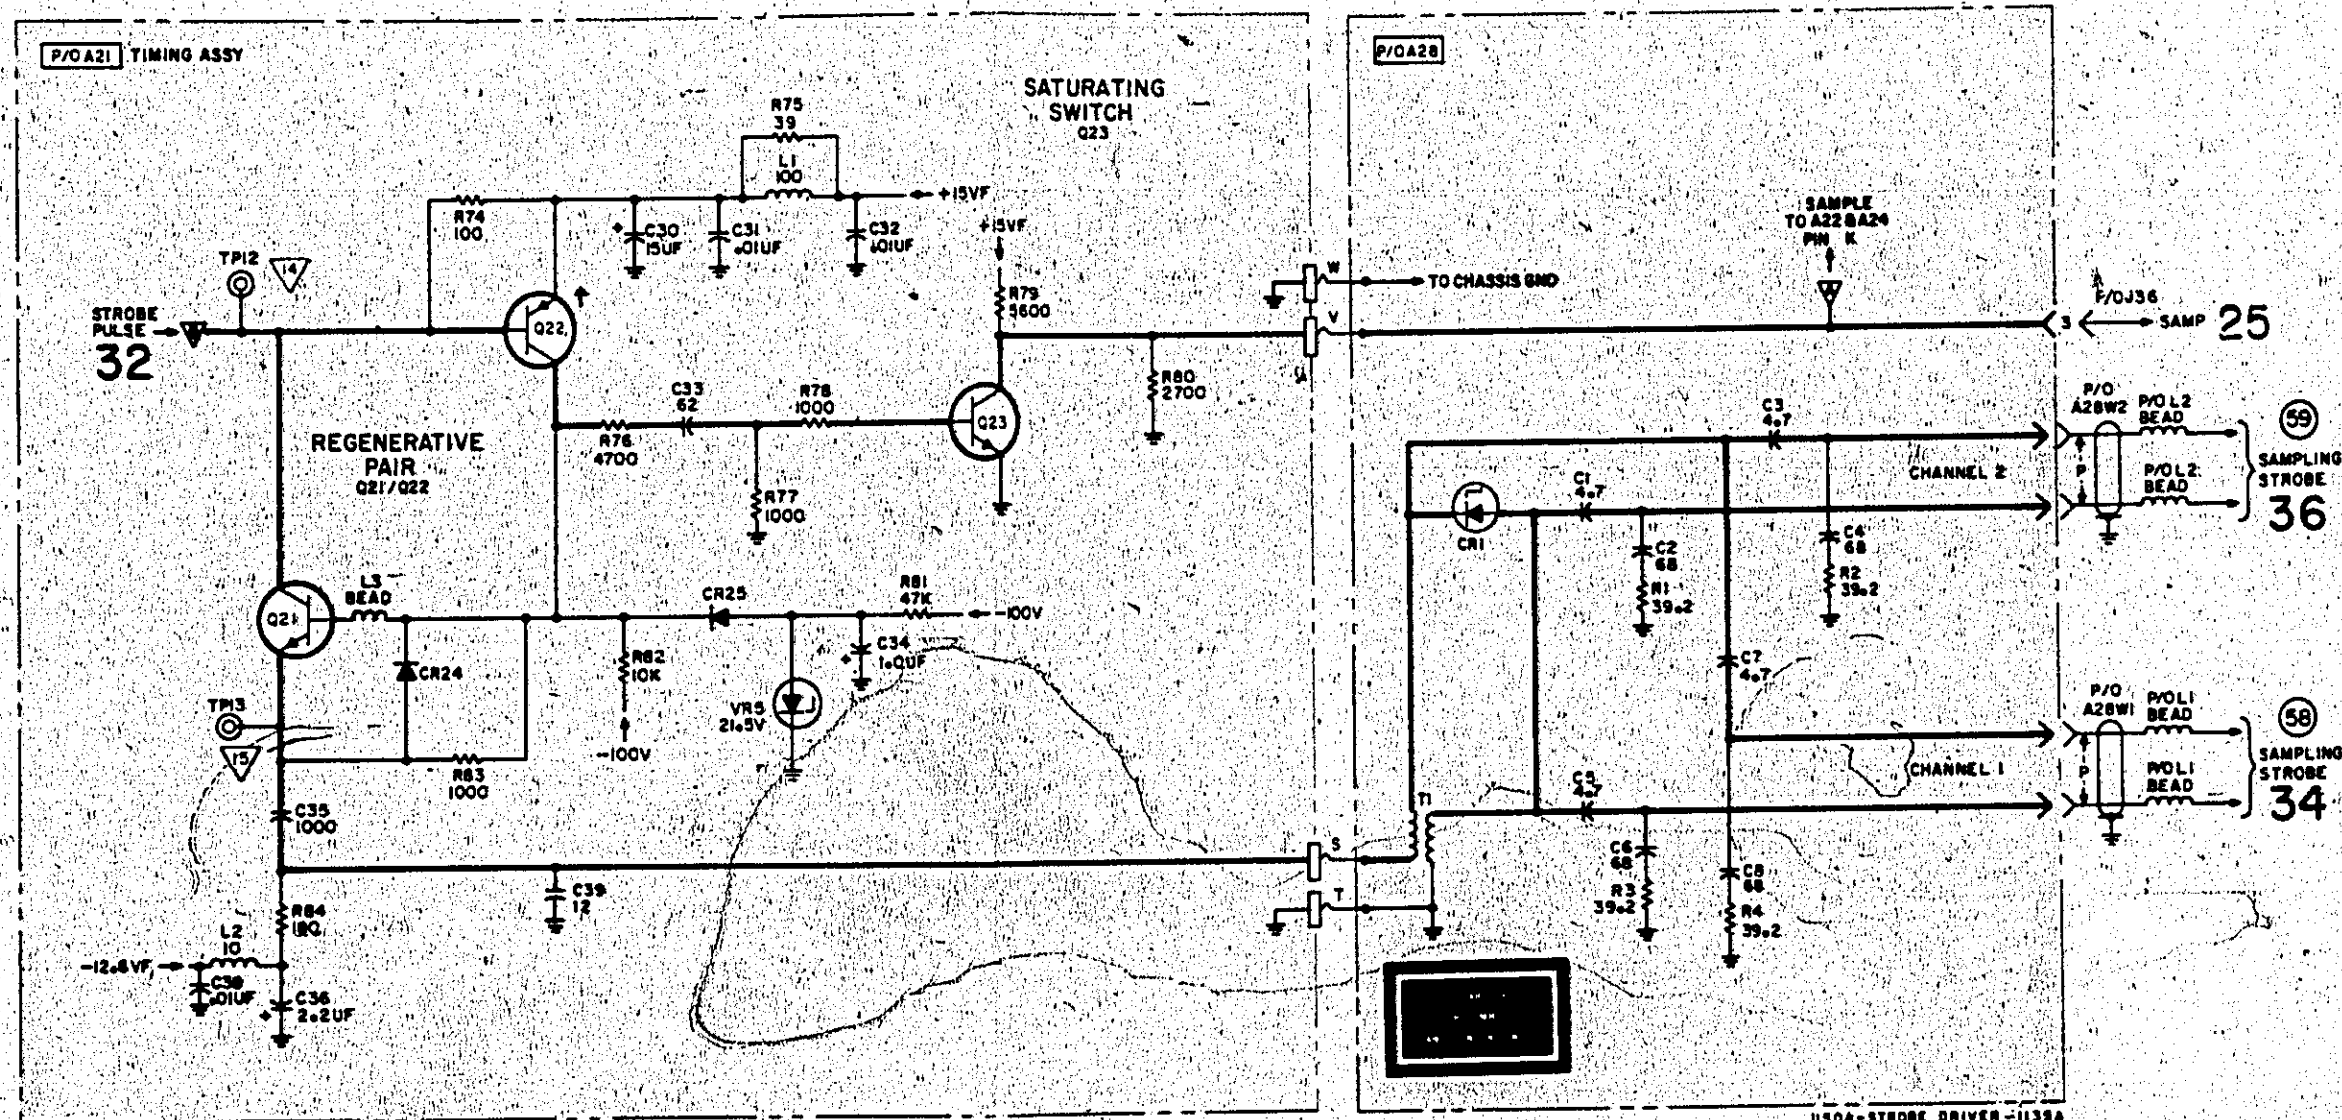 P/O A21 TIMING ASSY
P/O A28
SATURATING
SWITCH
Q23
R75
39
L1
100
+15VF
R74
100
C30
15UF
C31
.01UF
C32
.01UF
+15VF
SAMPLE
TO A22 & A24
PIN K
TP12
14
STROBE
PULSE
32
Q22
R79
5600
W
TO CHASSIS GND
V
P/O J36
3
SAMP 25
C33
62
R78
1000
R76
4700
Q23
R80
2700
REGENERATIVE
PAIR
Q21/Q22
R77
1000
C3
4.7
P/O
A28W2
P/O L2
BEAD
59
CHANNEL 2
P
P/O L2
BEAD
SAMPLING
STROBE
36
C1
4.7
CR1
C2
68
R1
39.2
C4
68
R2
39.2
Q21
L3
BEAD
CR25
R81
47K
-100V
CR24
R82
10K
C34
1.0UF
VR5
21.5V
-100V
C7
4.7
TP13
15
R83
1000
P/O
A28W1
P/O L1
BEAD
58
CHANNEL 1
P
P/O L1
BEAD
SAMPLING
STROBE
34
C35
1000
C5
4.7
T1
S
C39
12
T
C6
68
R3
39.2
C8
68
R4
39.2
R84
L2
10
-12.6VF
.01UF
C36
2.2UF
STROBE DRIVER